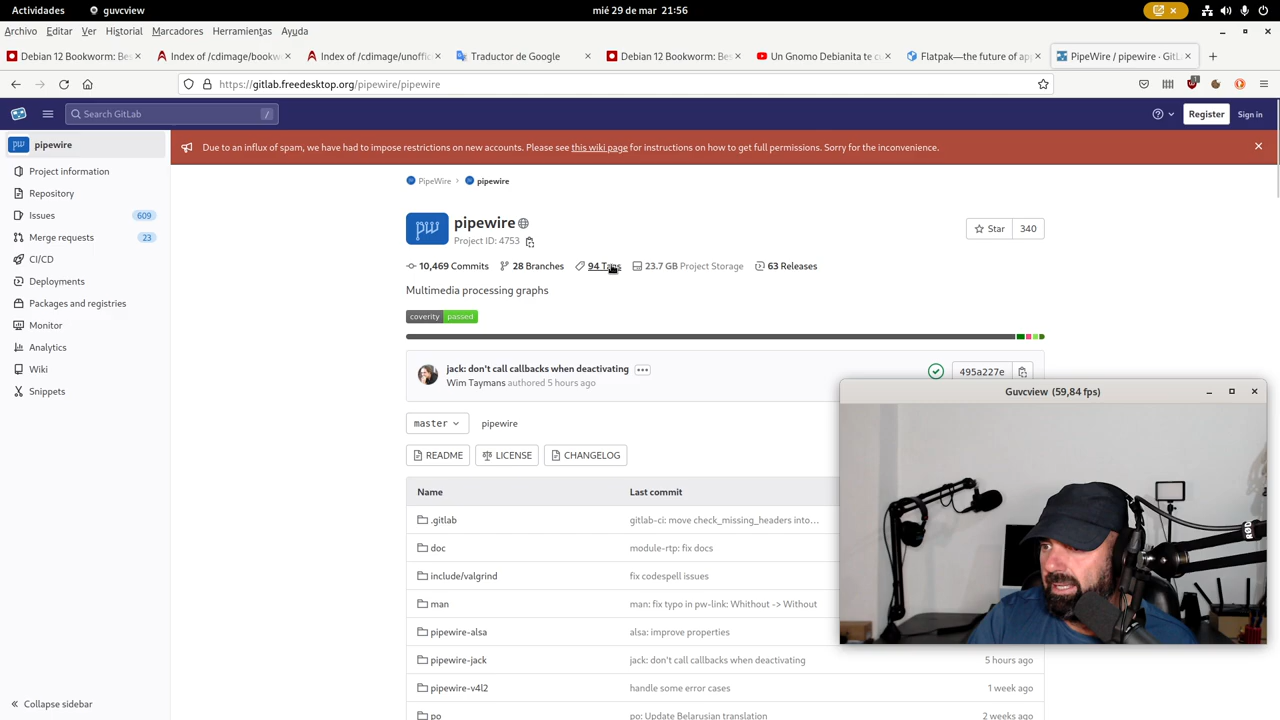 Actividades
guvcview
mié 29 de mar 21:56
Archivo Editar Ver Historial Marcadores Herramientas Ayuda
Debian 12 Bookworm: Bes
Index of /cdimage/bookw
Index of /cdimage/unoffic
Traductor de Google
Debian 12 Bookworm: Bes
Un Gnomo Debianita te cu
Flatpak—the future of app
PipeWire / pipewire · GitL
https://gitlab.freedesktop.org/pipewire/pipewire
Search GitLab /
Register
Sign in
pw pipewire
Project information
Repository
Issues 609
Merge requests 23
CI/CD
Deployments
Packages and registries
Monitor
Analytics
Wiki
Snippets
Collapse sidebar
Due to an influx of spam, we have had to impose restrictions on new accounts. Please see this wiki page for instructions on how to get full permissions. Sorry for the inconvenience.
PipeWire > pipewire
pw
pipewire
Project ID: 4753
Star 340
10,469 Commits 28 Branches 94 Tags 23.7 GB Project Storage 63 Releases
Multimedia processing graphs
coverity passed
jack: don't call callbacks when deactivating
Wim Taymans authored 5 hours ago
495a227e
master pipewire
README LICENSE CHANGELOG
Name Last commit
.gitlab gitlab-ci: move check_missing_headers into…
doc module-rtp: fix docs
include/valgrind fix codespell issues
man man: fix typo in pw-link: Whithout -> Without
pipewire-alsa alsa: improve properties
pipewire-jack jack: don't call callbacks when deactivating 5 hours ago
pipewire-v4l2 handle some error cases 1 week ago
po po: Update Belarusian translation 2 weeks ago
Guvcview (59,84 fps)
RØDE